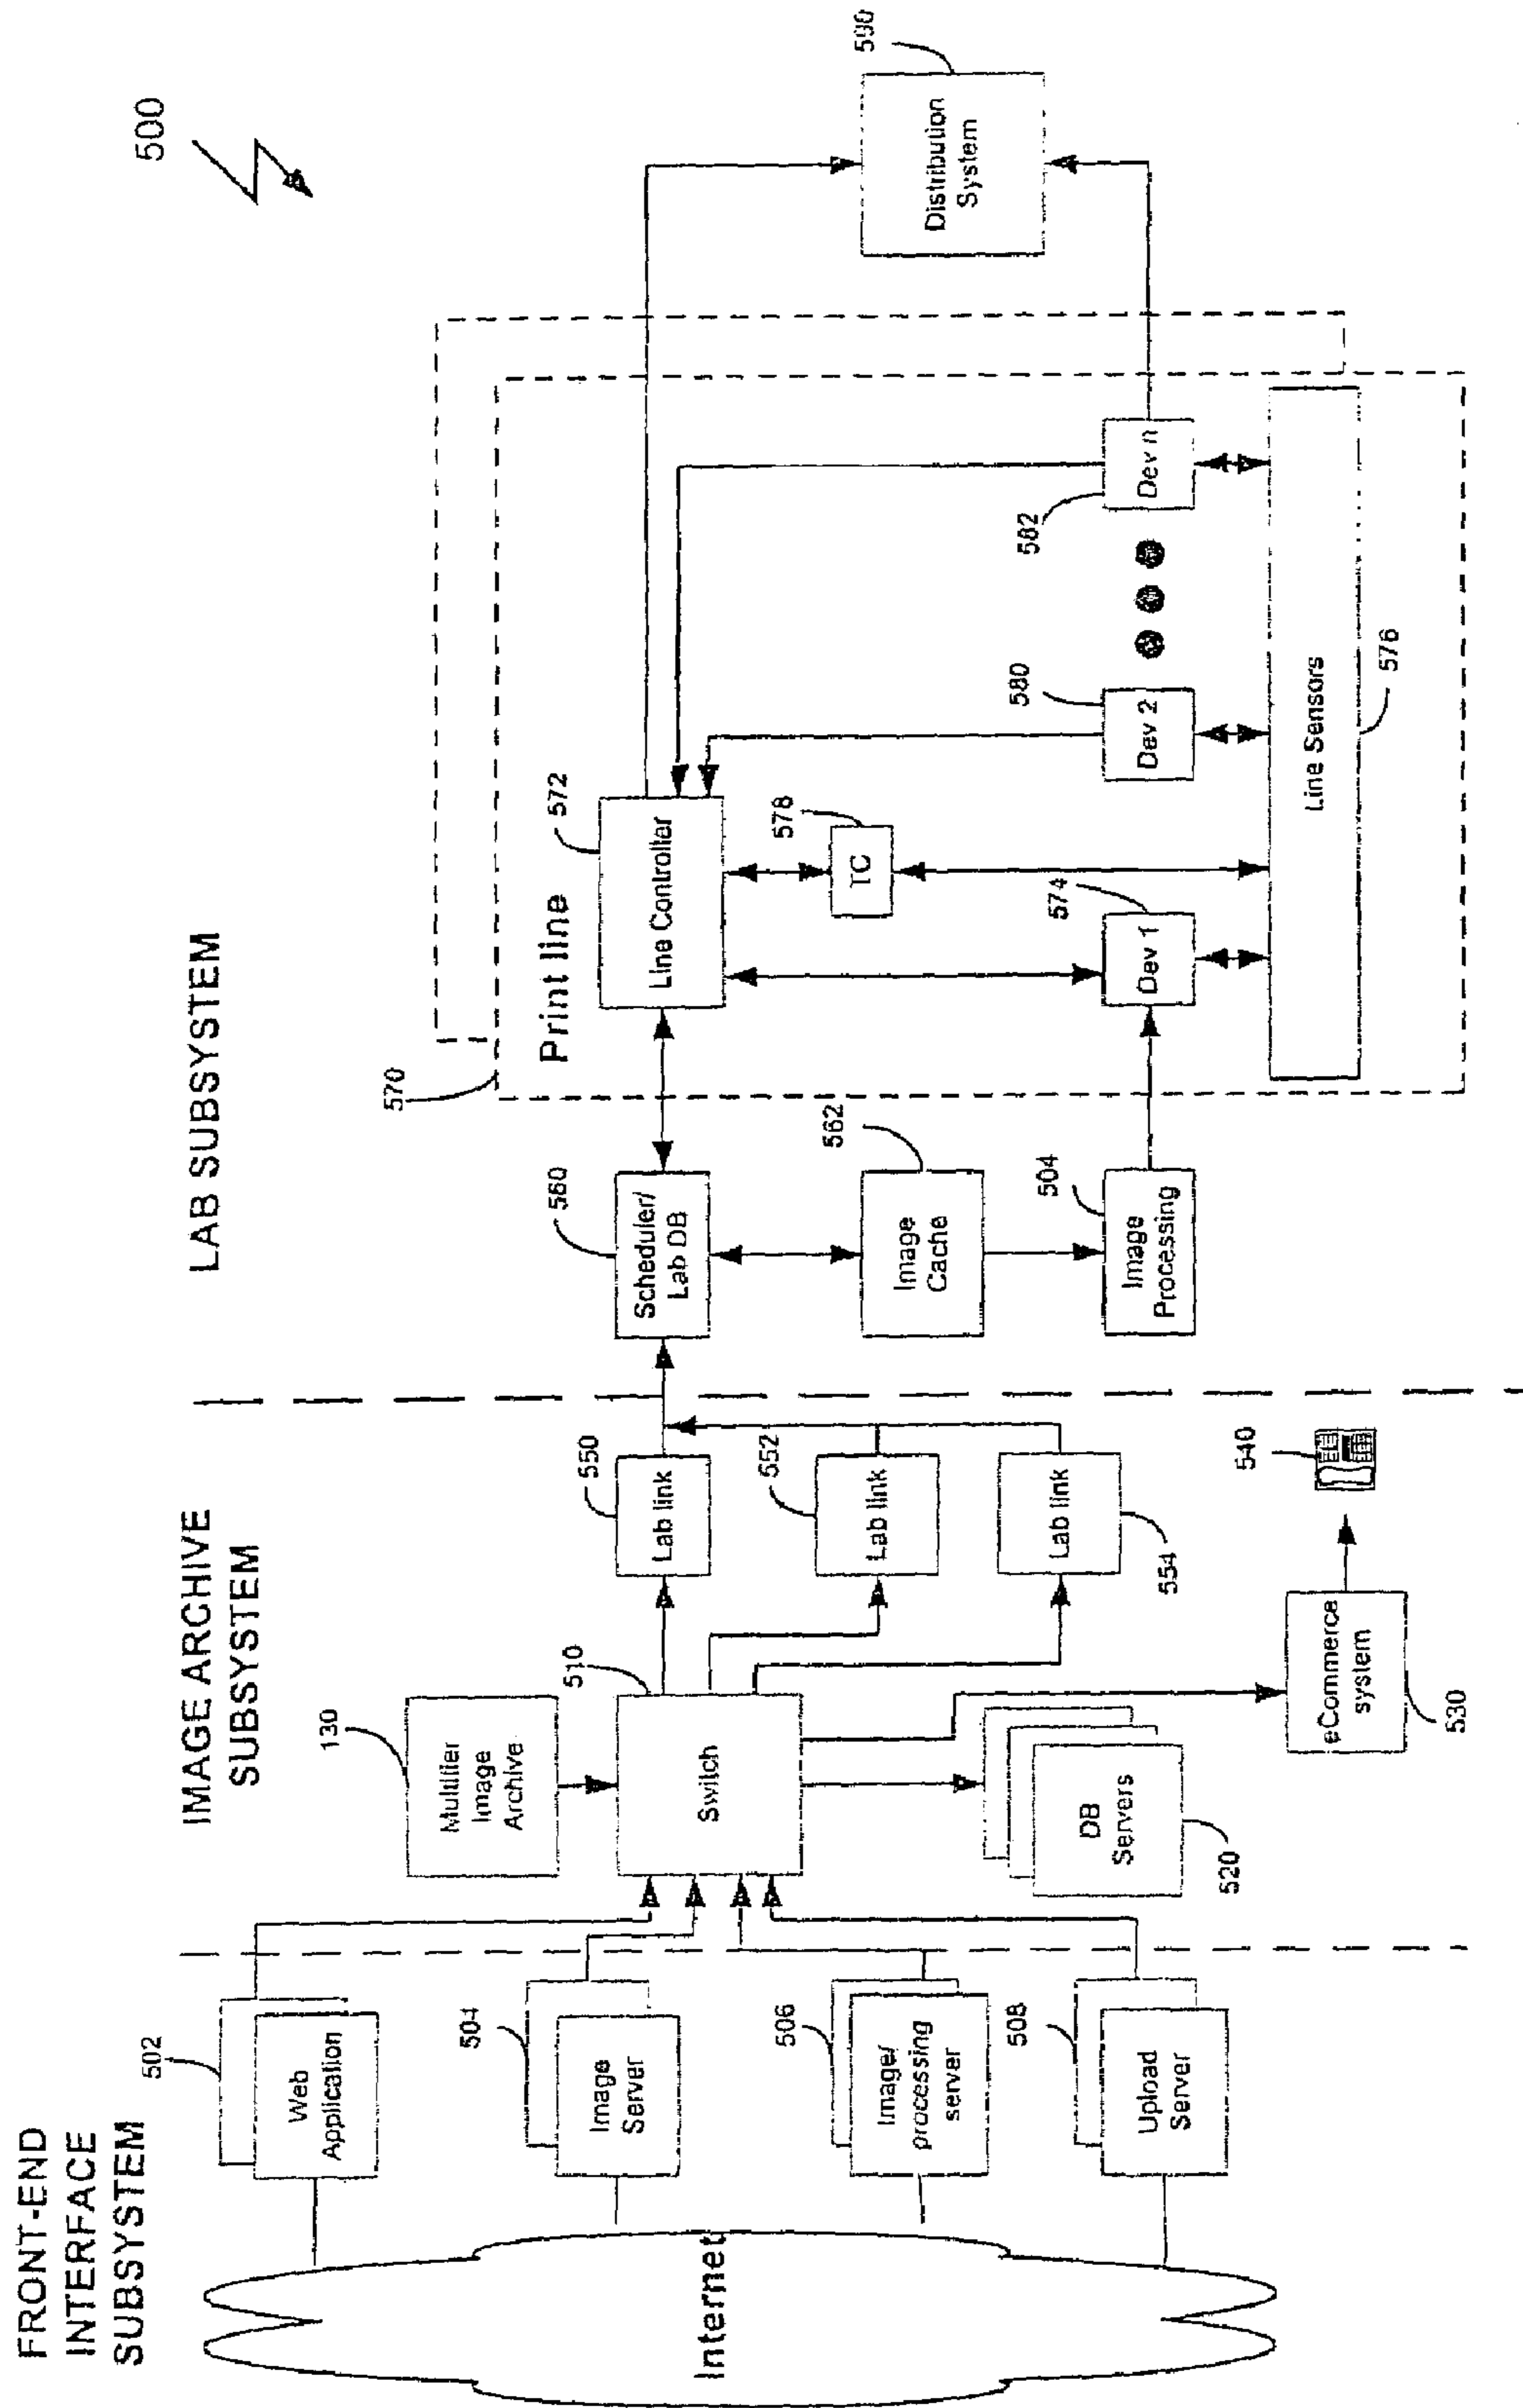 500
FRONT-END
INTERFACE
SUBSYSTEM
IMAGE ARCHIVE
SUBSYSTEM
LAB SUBSYSTEM
Internet
502
Web
Application
504
Image
Server
506
Image/
processing
server
508
Upload
Server
130
Multitier
Image
Archive
510
Switch
DB
Servers
520
550
Lab link
552
Lab link
Lab link
554
eCommerce
system
530
540
560
Scheduler/
Lab DB
562
Image
Cache
504
Image
Processing
570
Print line
572
Line Controller
578
TC
574
Dev 1
580
Dev 2
582
Dev n
Line Sensors
576
590
Distribution
System